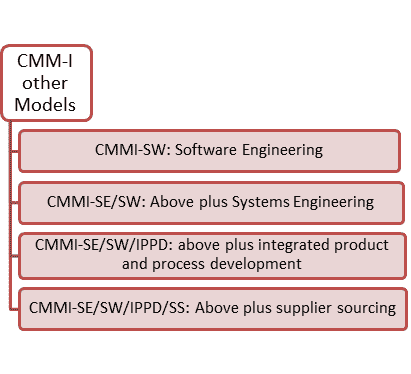 CMM-I
other
Models
CMMI-SW: Software Engineering
CMMI-SE/SW: Above plus Systems Engineering
CMMI-SE/SW/IPPD: above plus integrated product
and process development
CMMI-SE/SW/IPPD/SS: Above plus supplier sourcing